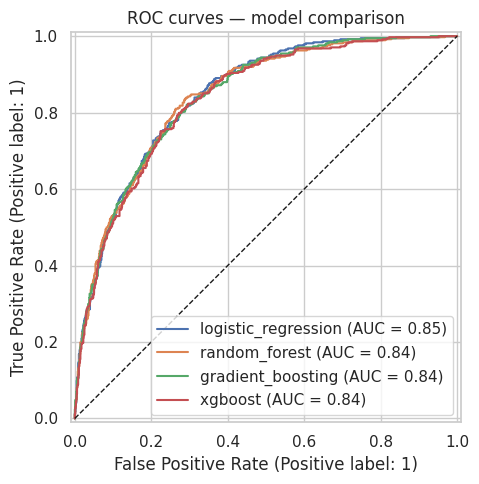 ROC curves — model comparison
True Positive Rate (Positive label: 1)
1.0
0.8
0.6
0.4
0.2
0.0
logistic_regression (AUC = 0.85)
random_forest (AUC = 0.84)
gradient_boosting (AUC = 0.84)
xgboost (AUC = 0.84)
0.0 0.2 0.4 0.6 0.8 1.0
False Positive Rate (Positive label: 1)